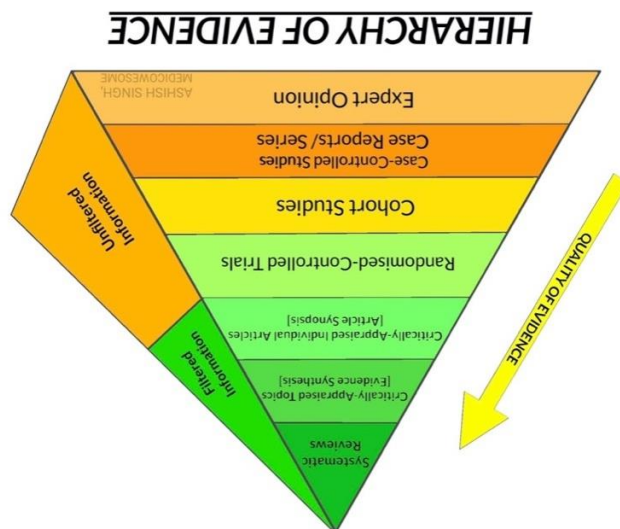 Systematic
Reviews
Critically-Appraised Topics
[Evidence Synthesis]
Critically-Appraised Individual Articles
[Article Synopsis]
Randomised-Controlled Trials
Cohort Studies
Case-Controlled Studies
Case Reports/ Series
Expert Opinion
QUALITY OF EVIDENCE
Filtered
Information
Unfiltered
Information
ASHISH SINGH,
MEDICOWESOME
HIERARCHY OF EVIDENCE